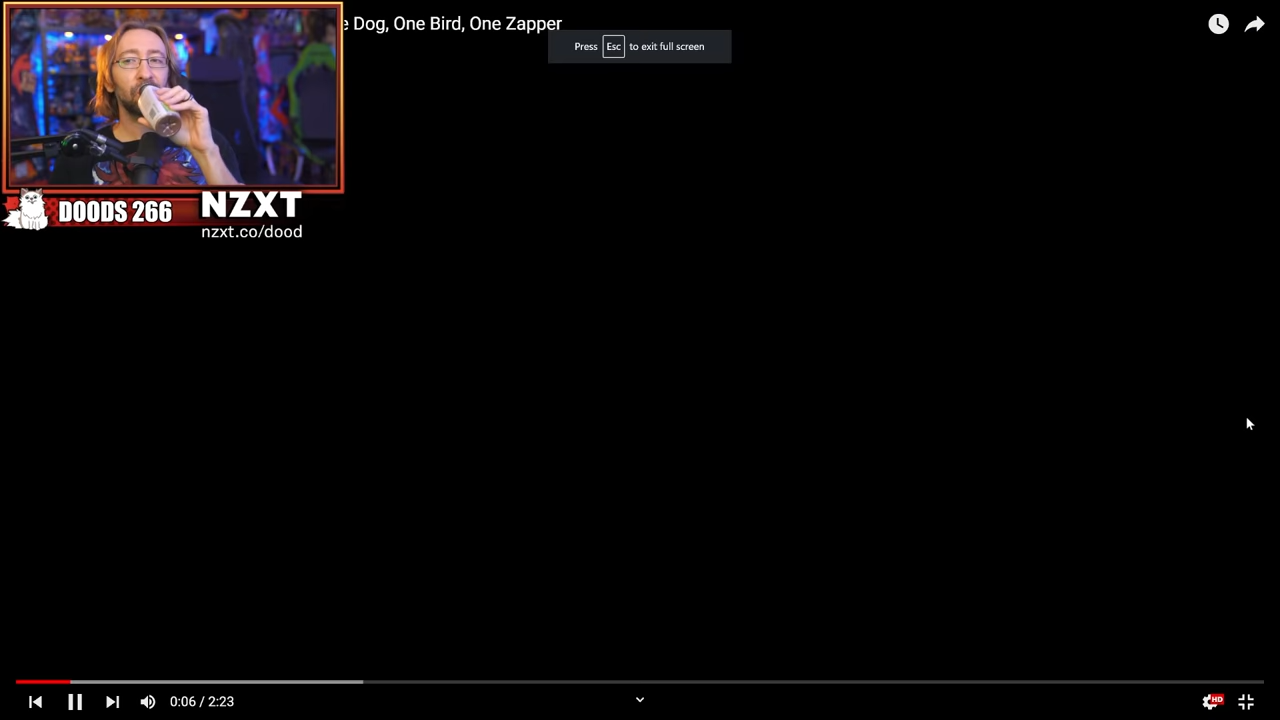 e Dog, One Bird, One Zapper
Press Esc to exit full screen
DOODS 266
NZXT
nzxt.co/dood
0:06 / 2:23
HD